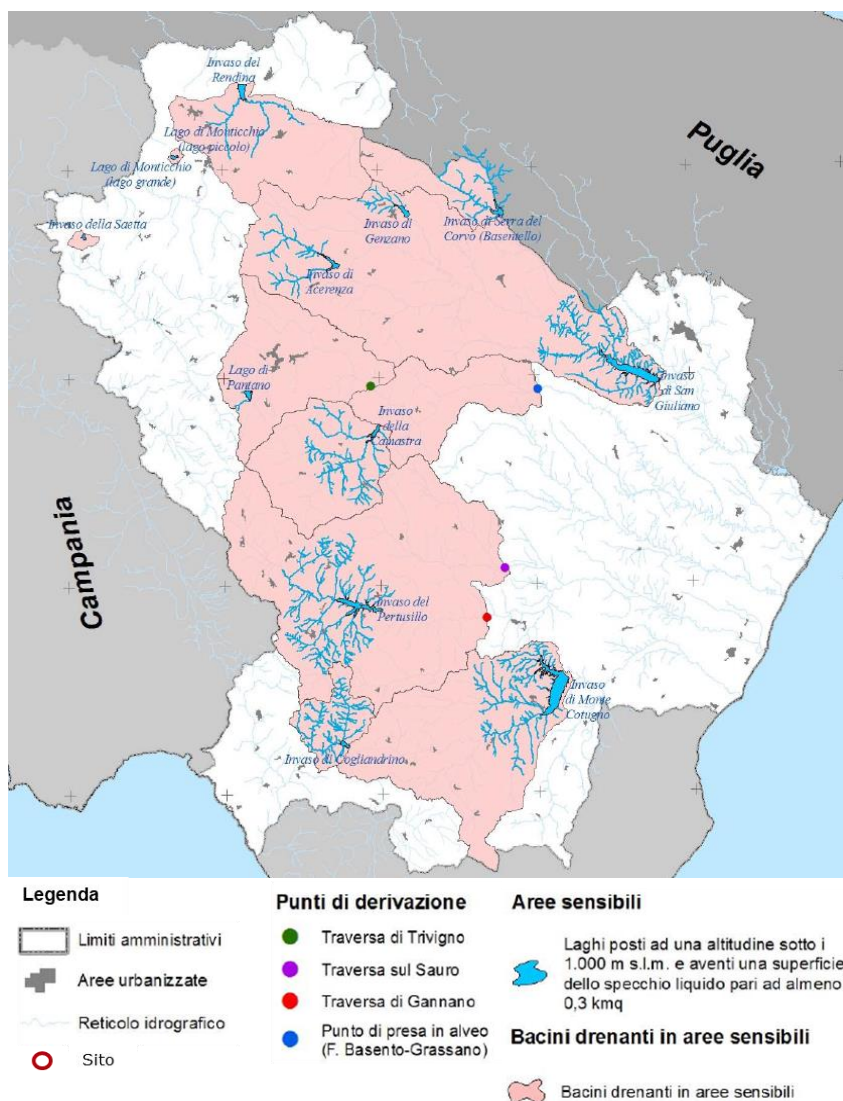 Invaso del
Rendina
Lago di Monticchio
(lago piccolo)
Lago di Monticchio
(lago grande)
Puglia
Invaso della Saetta
Invaso di
Genzano
Invaso di Serra del
Corvo (Basentello)
Invaso di
Acerenza
Lago di
Pantano
Invaso
di San
Giuliano
Invaso
della
Camastra
Campania
Invaso del
Pertusillo
Invaso
di Monte
Cotugno
Invaso di Cogliandrino
Legenda
Limiti amministrativi
Aree urbanizzate
Reticolo idrografico
Sito
Punti di derivazione
Traversa di Trivigno
Traversa sul Sauro
Traversa di Gannano
Punto di presa in alveo
(F. Basento-Grassano)
Aree sensibili
Laghi posti ad una altitudine sotto i
1.000 m s.l.m. e aventi una superficie
dello specchio liquido pari ad almeno
0,3 kmq
Bacini drenanti in aree sensibili
Bacini drenanti in aree sensibili